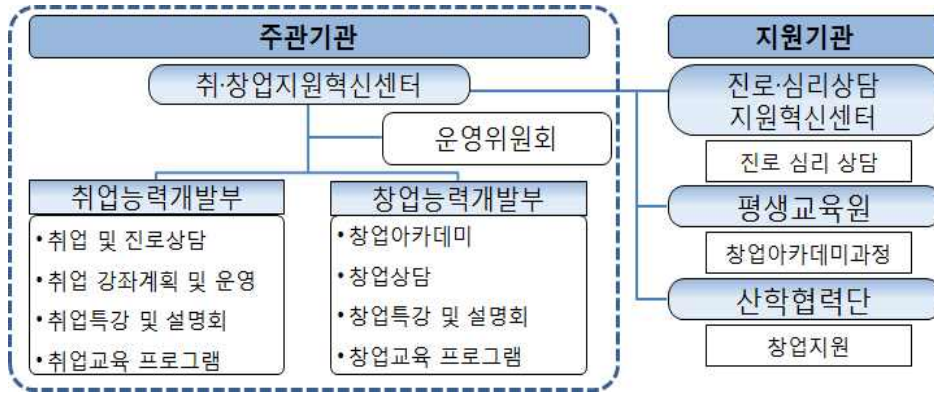 주관기관
취·창업지원혁신센터
운영위원회
취업능력개발부
• 취업 및 진로상담
• 취업 강좌계획 및 운영
• 취업특강 및 설명회
• 취업교육 프로그램
창업능력개발부
• 창업아카데미
• 창업상담
• 창업특강 및 설명회
• 창업교육 프로그램
지원기관
진로·심리상담
지원혁신센터
진로 심리 상담
평생교육원
창업아카데미과정
산학협력단
창업지원